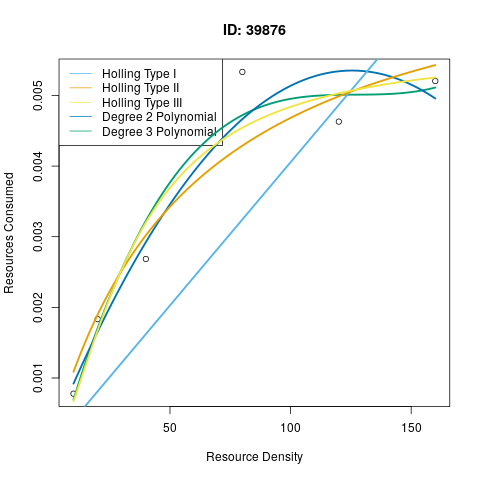 ID: 39876
Holling Type I
Holling Type II
Holling Type III
Degree 2 Polynomial
Degree 3 Polynomial
Resources Consumed
0.005
0.004
0.003
0.002
0.001
50
100
150
Resource Density